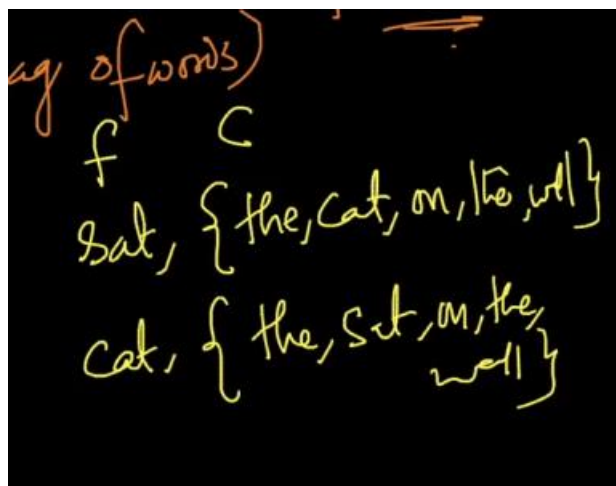 ag of words)
f C
sat, {the, cat, on, the, wall}
cat, { the, sat, on, the,
wall}